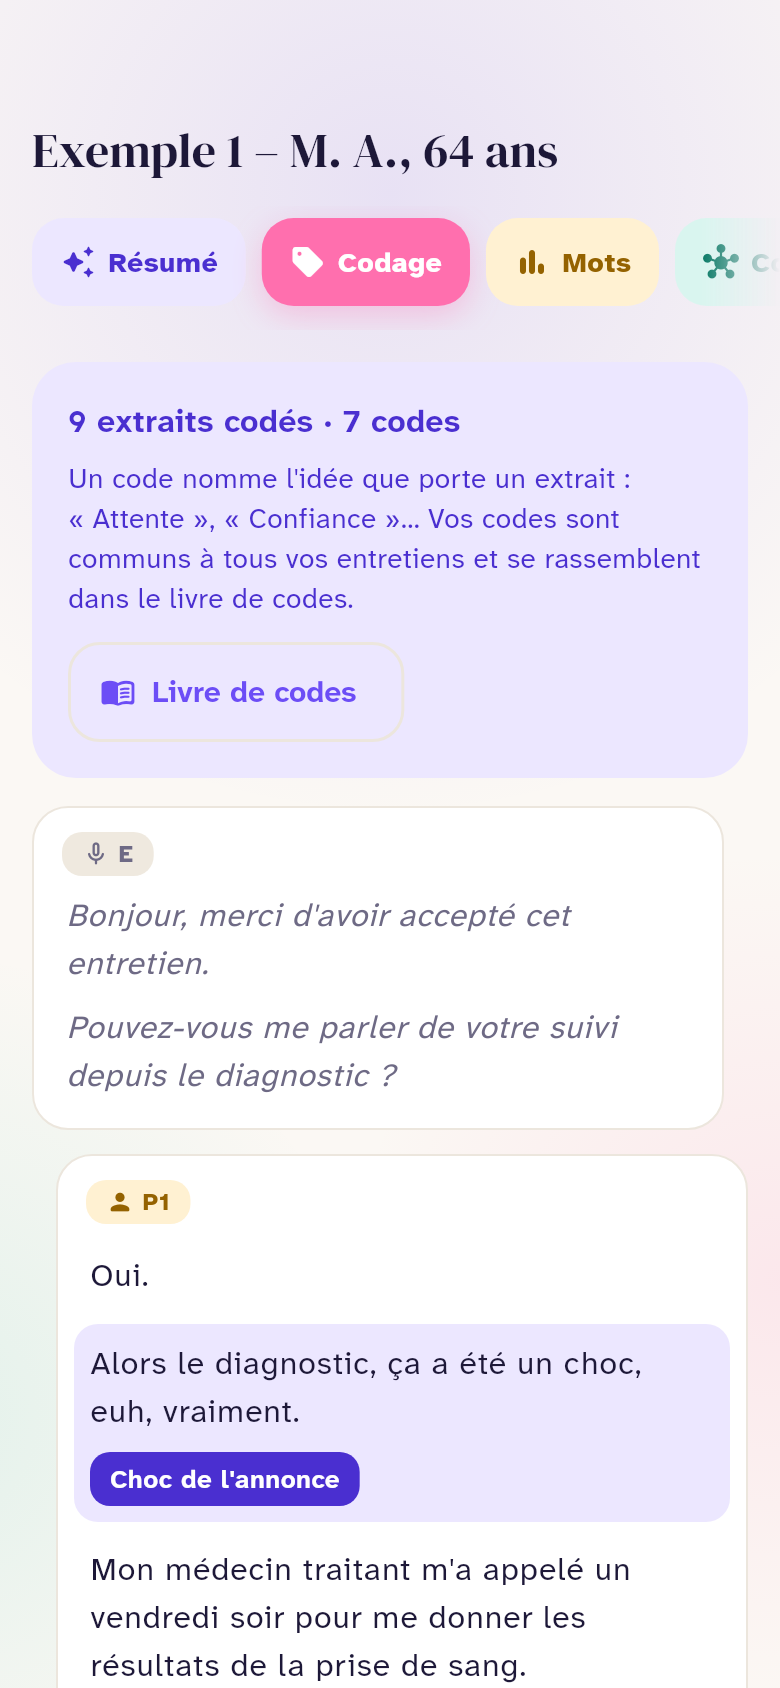 Exemple 1 – M. A., 64 ans
Résumé
Codage
Mots
9 extraits codés · 7 codes
Un code nomme l'idée que porte un extrait :
« Attente », « Confiance »... Vos codes sont
communs à tous vos entretiens et se rassemblent
dans le livre de codes.
Livre de codes
E
Bonjour, merci d'avoir accepté cet
entretien.
Pouvez-vous me parler de votre suivi
depuis le diagnostic ?
P1
Oui.
Alors le diagnostic, ça a été un choc,
euh, vraiment.
Choc de l'annonce
Mon médecin traitant m'a appelé un
vendredi soir pour me donner les
résultats de la prise de sang.